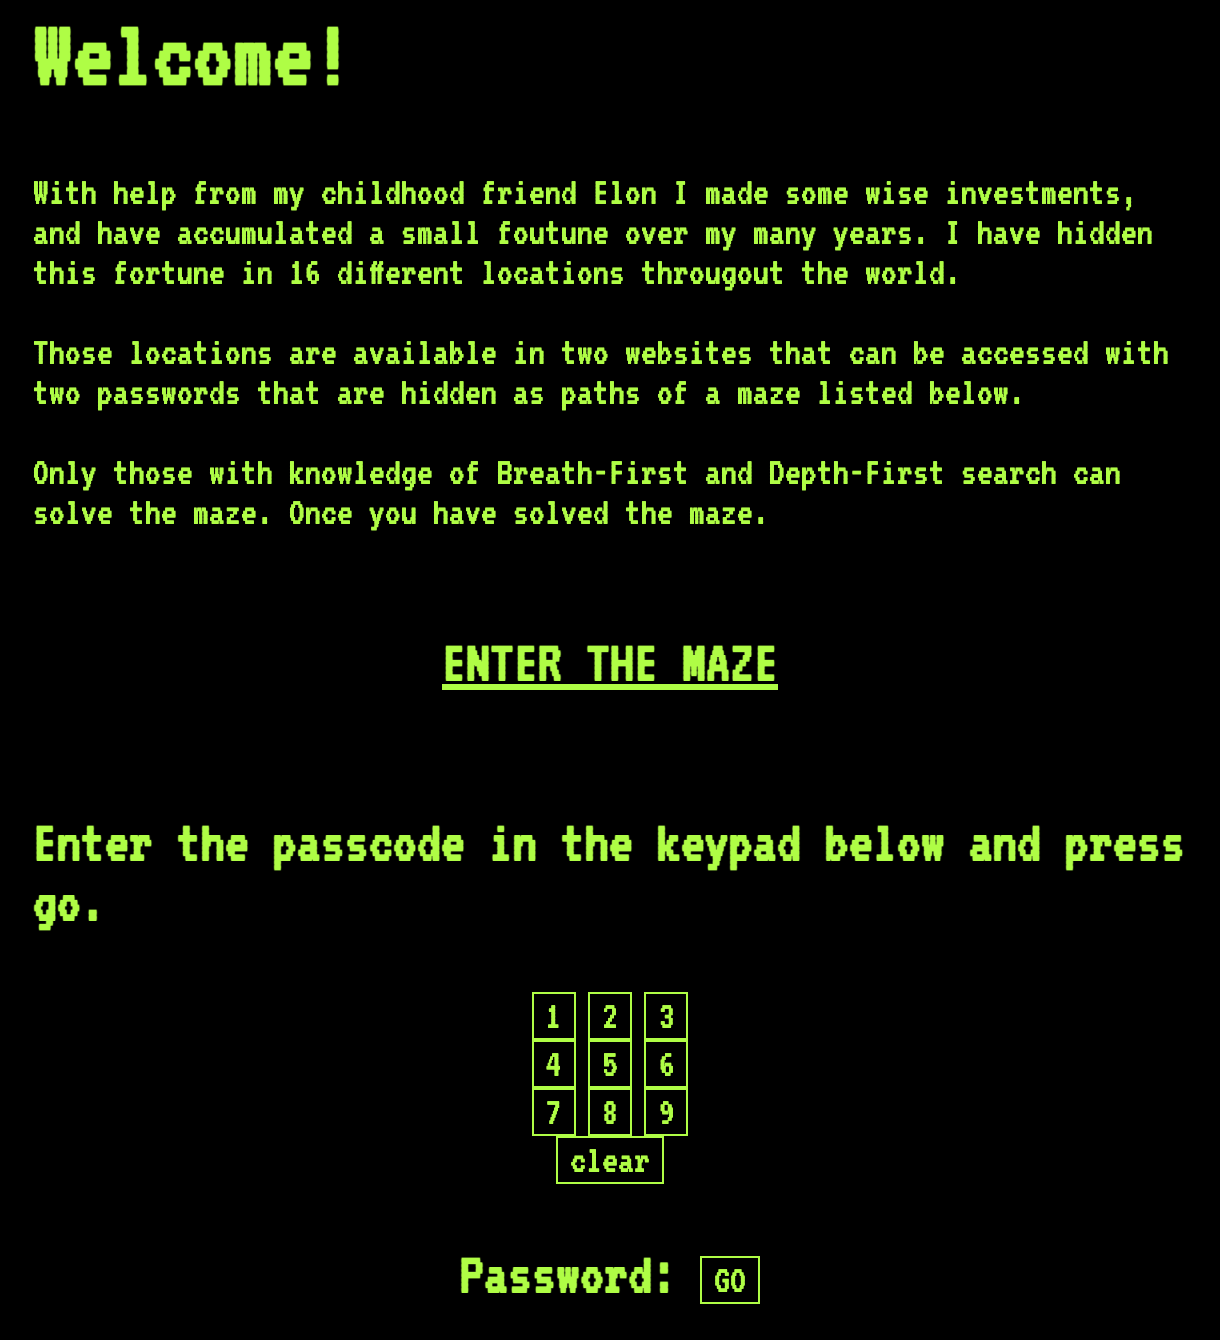 Welcome!
With help from my childhood friend Elon I made some wise investments,
and have accumulated a small foutune over my many years. I have hidden
this fortune in 16 different locations througout the world.
Those locations are available in two websites that can be accessed with
two passwords that are hidden as paths of a maze listed below.
Only those with knowledge of Breath-First and Depth-First search can
solve the maze. Once you have solved the maze.
ENTER THE MAZE
Enter the passcode in the keypad below and press
go.
1 2 3
4 5 6
7 8 9
clear
Password: GO